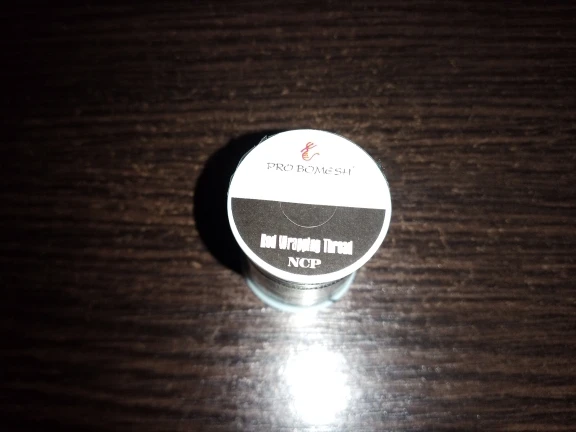 PRO BOMESH
Rod Wrapping Thread
NCP